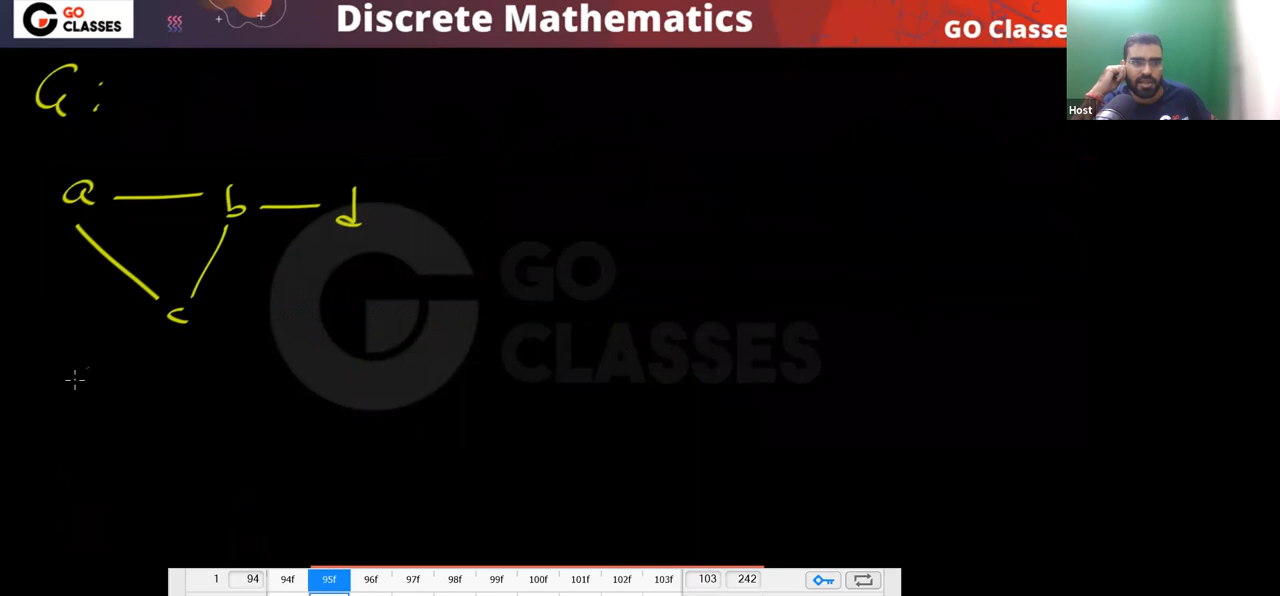 GO
CLASSES
Discrete Mathematics
GO Classe
Host
G :
a b d
c
GO
CLASSES
1 94 94f 95f 96f 97f 98f 99f 100f 101f 102f 103f 103 242